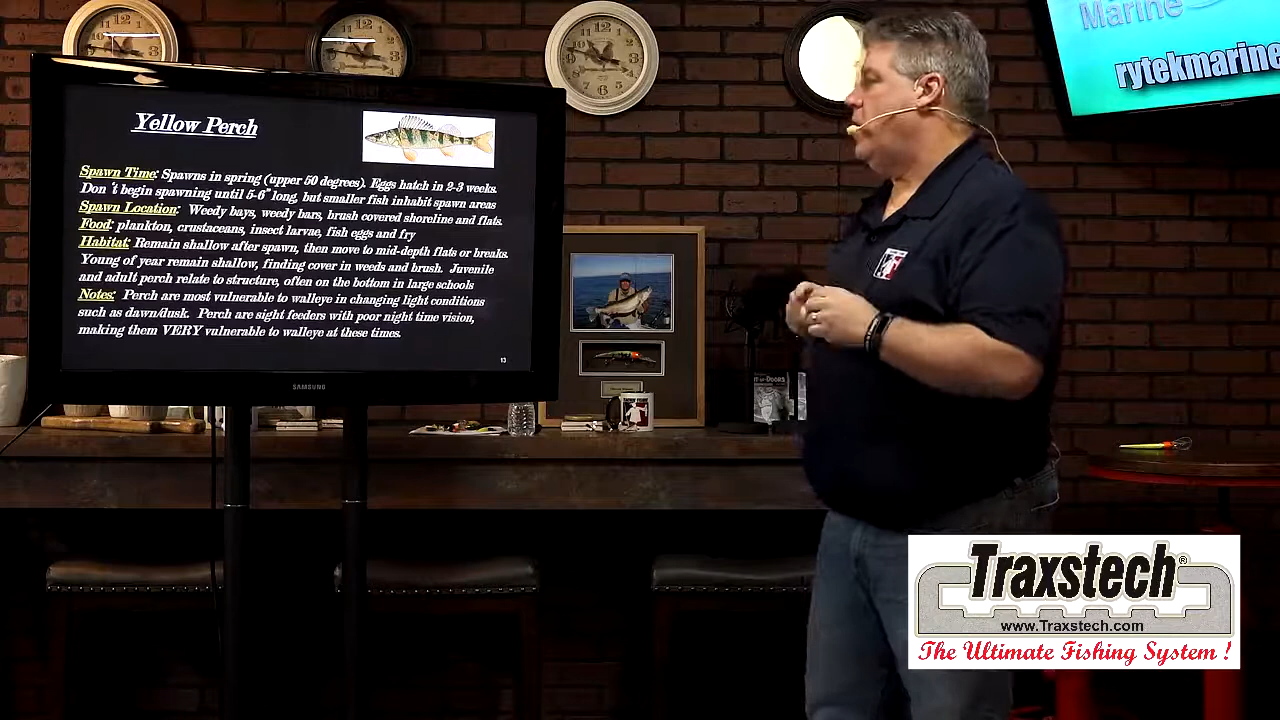 Yellow Perch
Spawn Time: Spawns in spring (upper 50 degrees). Eggs hatch in 2-3 weeks.
Don't begin spawning until 5-6" long, but smaller fish inhabit spawn areas
Spawn Location: Weedy bays, weedy bars, brush covered shoreline and flats.
Food: plankton, crustaceans, insect larvae, fish eggs and fry
Habitat: Remain shallow after spawn, then move to mid-depth flats or breaks.
Young of year remain shallow, finding cover in weeds and brush. Juvenile
and adult perch relate to structure, often on the bottom in large schools
Notes: Perch are most vulnerable to walleye in changing light conditions
such as dawn/dusk. Perch are sight feeders with poor night time vision,
making them VERY vulnerable to walleye at these times.
13
SAMSUNG
Marine
rytekmarine
Traxstech®
www.Traxstech.com
The Ultimate Fishing System !